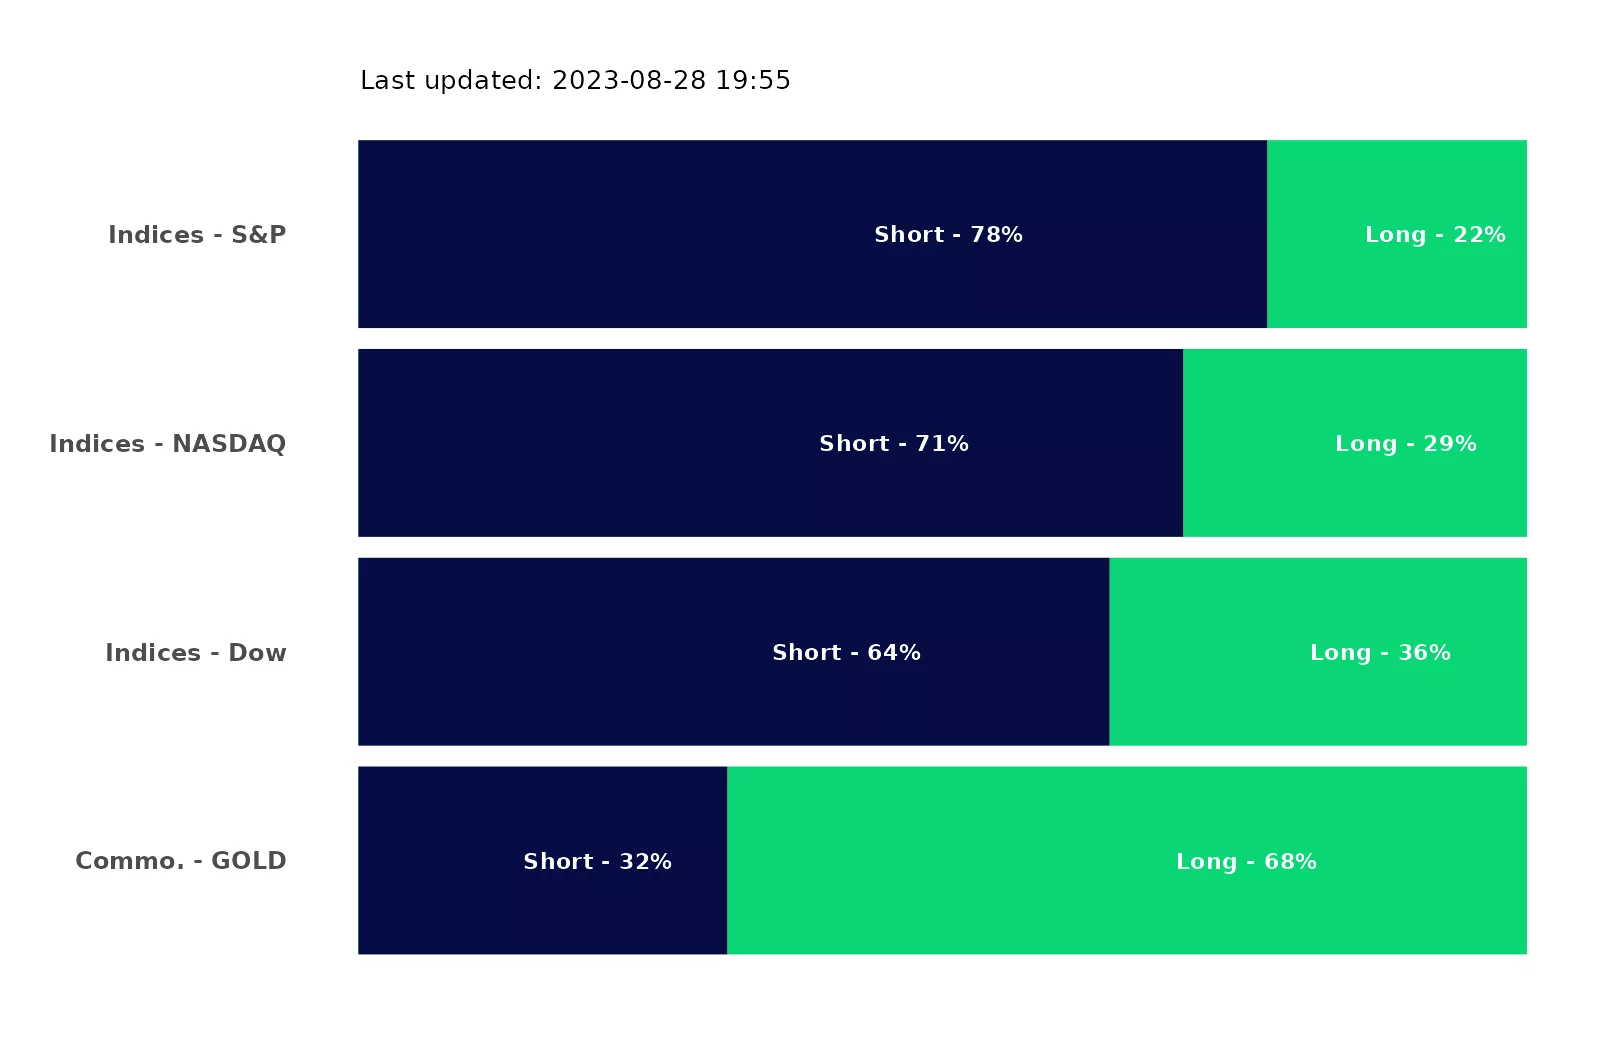 Last updated: 2023-08-28 19:55
Indices - S&P Short - 78% Long - 22%
Indices - NASDAQ Short - 71% Long - 29%
Indices - Dow Short - 64% Long - 36%
Commo. - GOLD Short - 32% Long - 68%